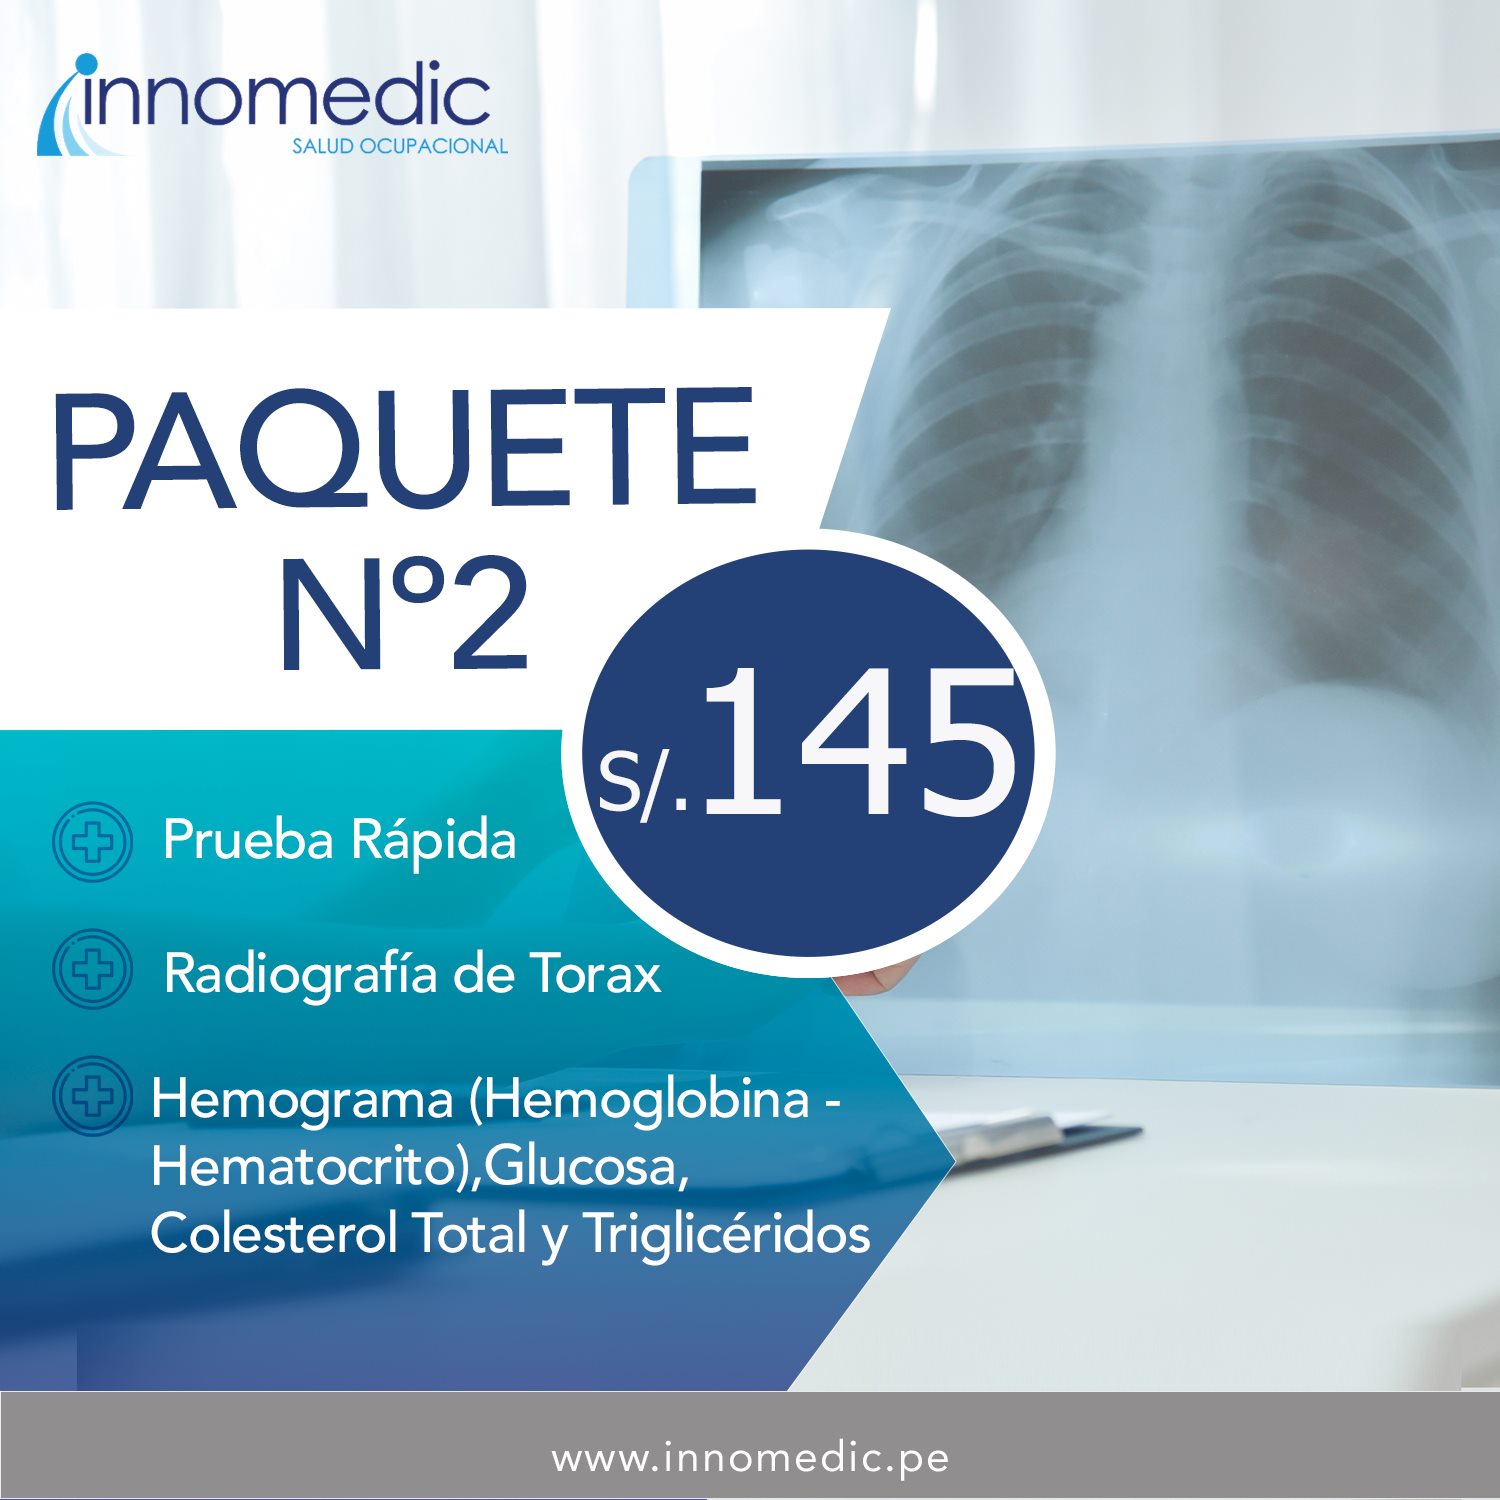 innomedic
SALUD OCUPACIONAL
PAQUETE
Nº2
S/.145
Prueba Rápida
Radiografía de Torax
Hemograma (Hemoglobina -
Hematocrito),Glucosa,
Colesterol Total y Triglicéridos
www.innomedic.pe